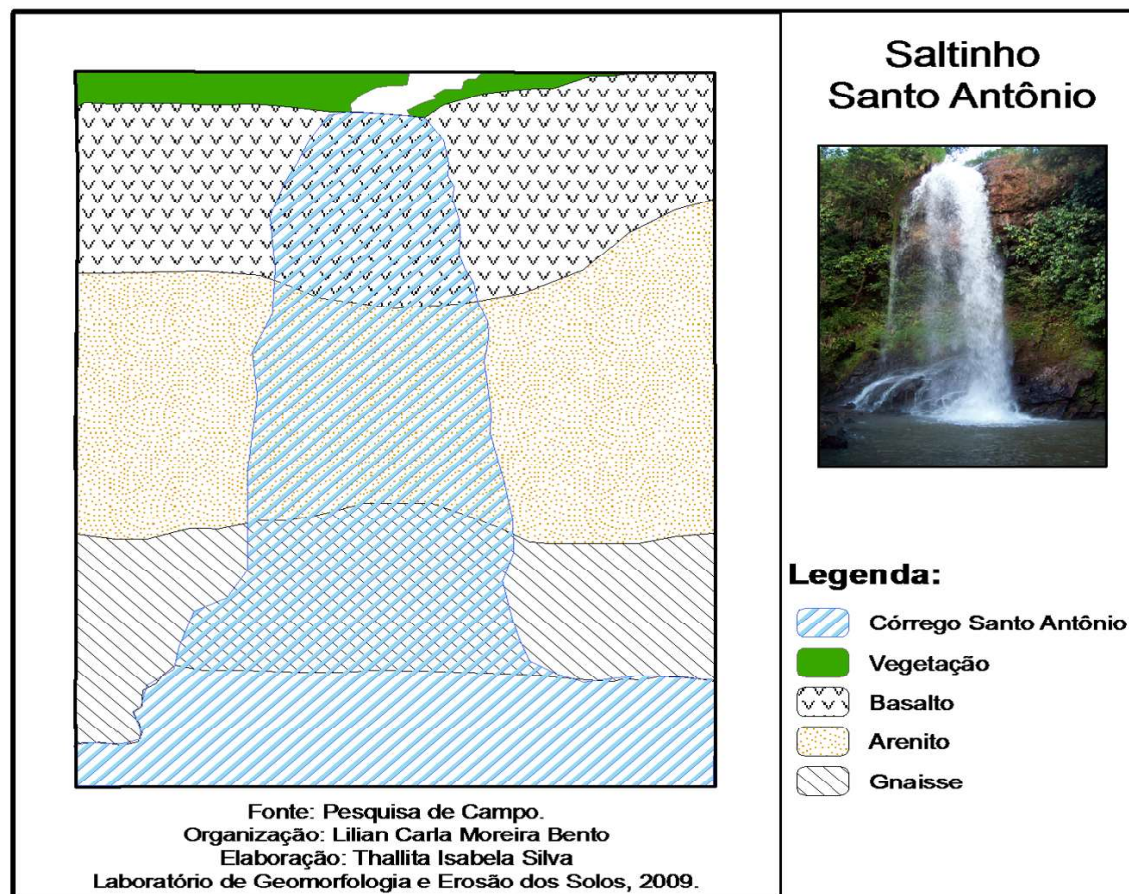 Saltinho
Santo Antônio
Legenda:
Córrego Santo Antônio
Vegetação
Basalto
Arenito
Gnaisse
Fonte: Pesquisa de Campo.
Organização: Lilian Carla Moreira Bento
Elaboração: Thallita Isabela Silva
Laboratório de Geomorfologia e Erosão dos Solos, 2009.